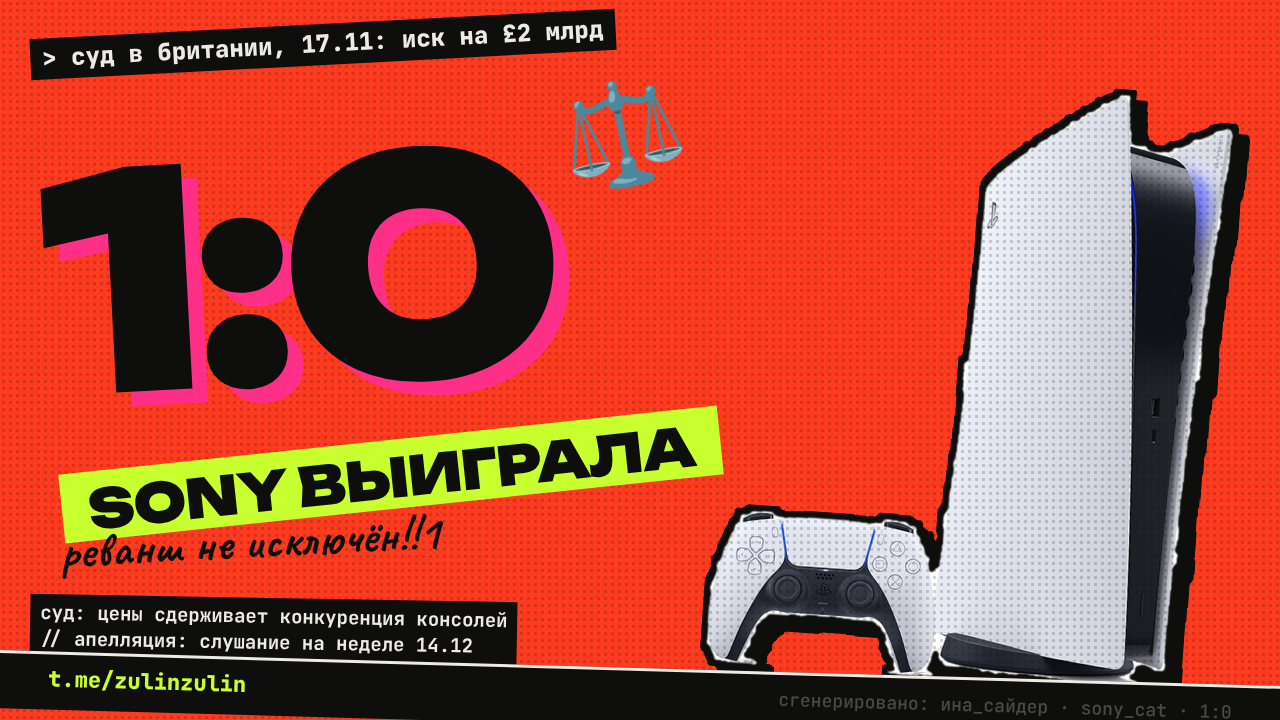 > суд в британии, 17.11: иск на £2 млрд
1:0
SONY ВЫИГРАЛА
реванш не исключён!!1
суд: цены сдерживает конкуренция консолей
// апелляция: слушание на неделе 14.12
t.me/zulinzulin
сгенерировано: ина_сайдер · sony_cat · 1:0